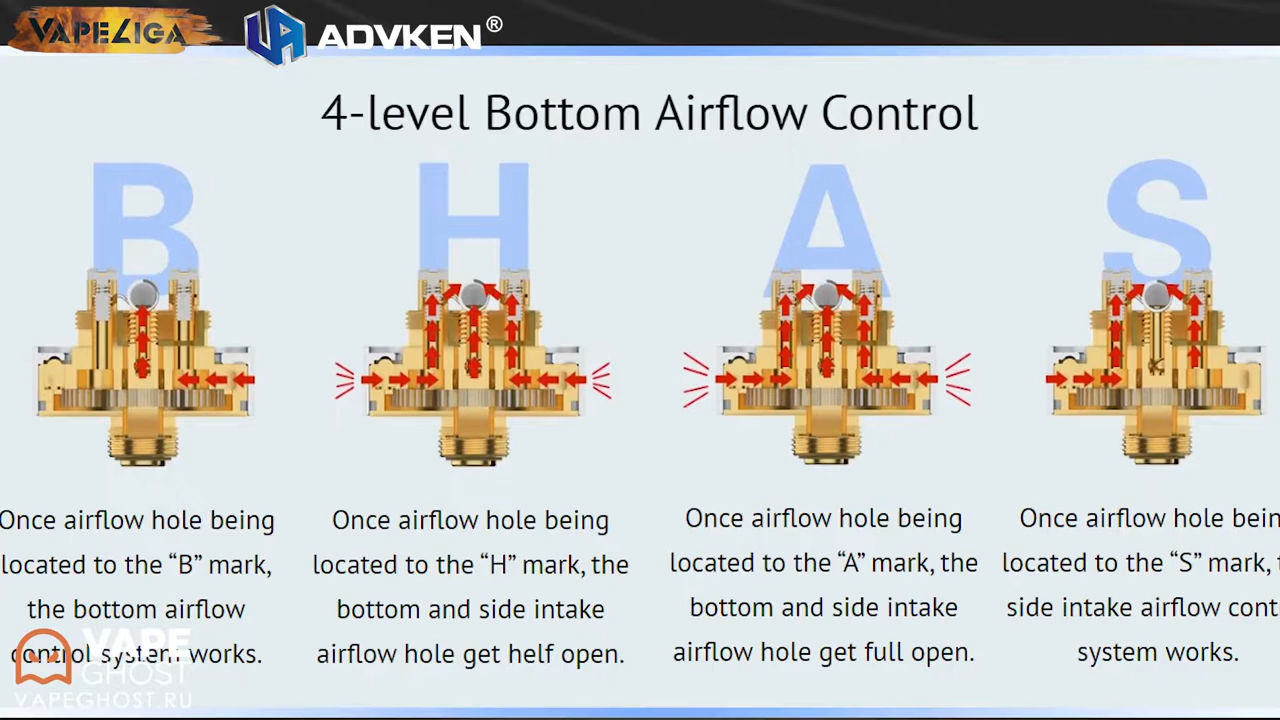 VAPELIGA
ADVKEN®
4-level Bottom Airflow Control
B
H
A
S
Once airflow hole being
located to the “B” mark,
the bottom airflow
control system works.
Once airflow hole being
located to the “H” mark, the
bottom and side intake
airflow hole get helf open.
Once airflow hole being
located to the “A” mark, the
bottom and side intake
airflow hole get full open.
Once airflow hole bein
located to the “S” mark, t
side intake airflow cont
system works.
VAPE
GHOST
VAPEGHOST.RU